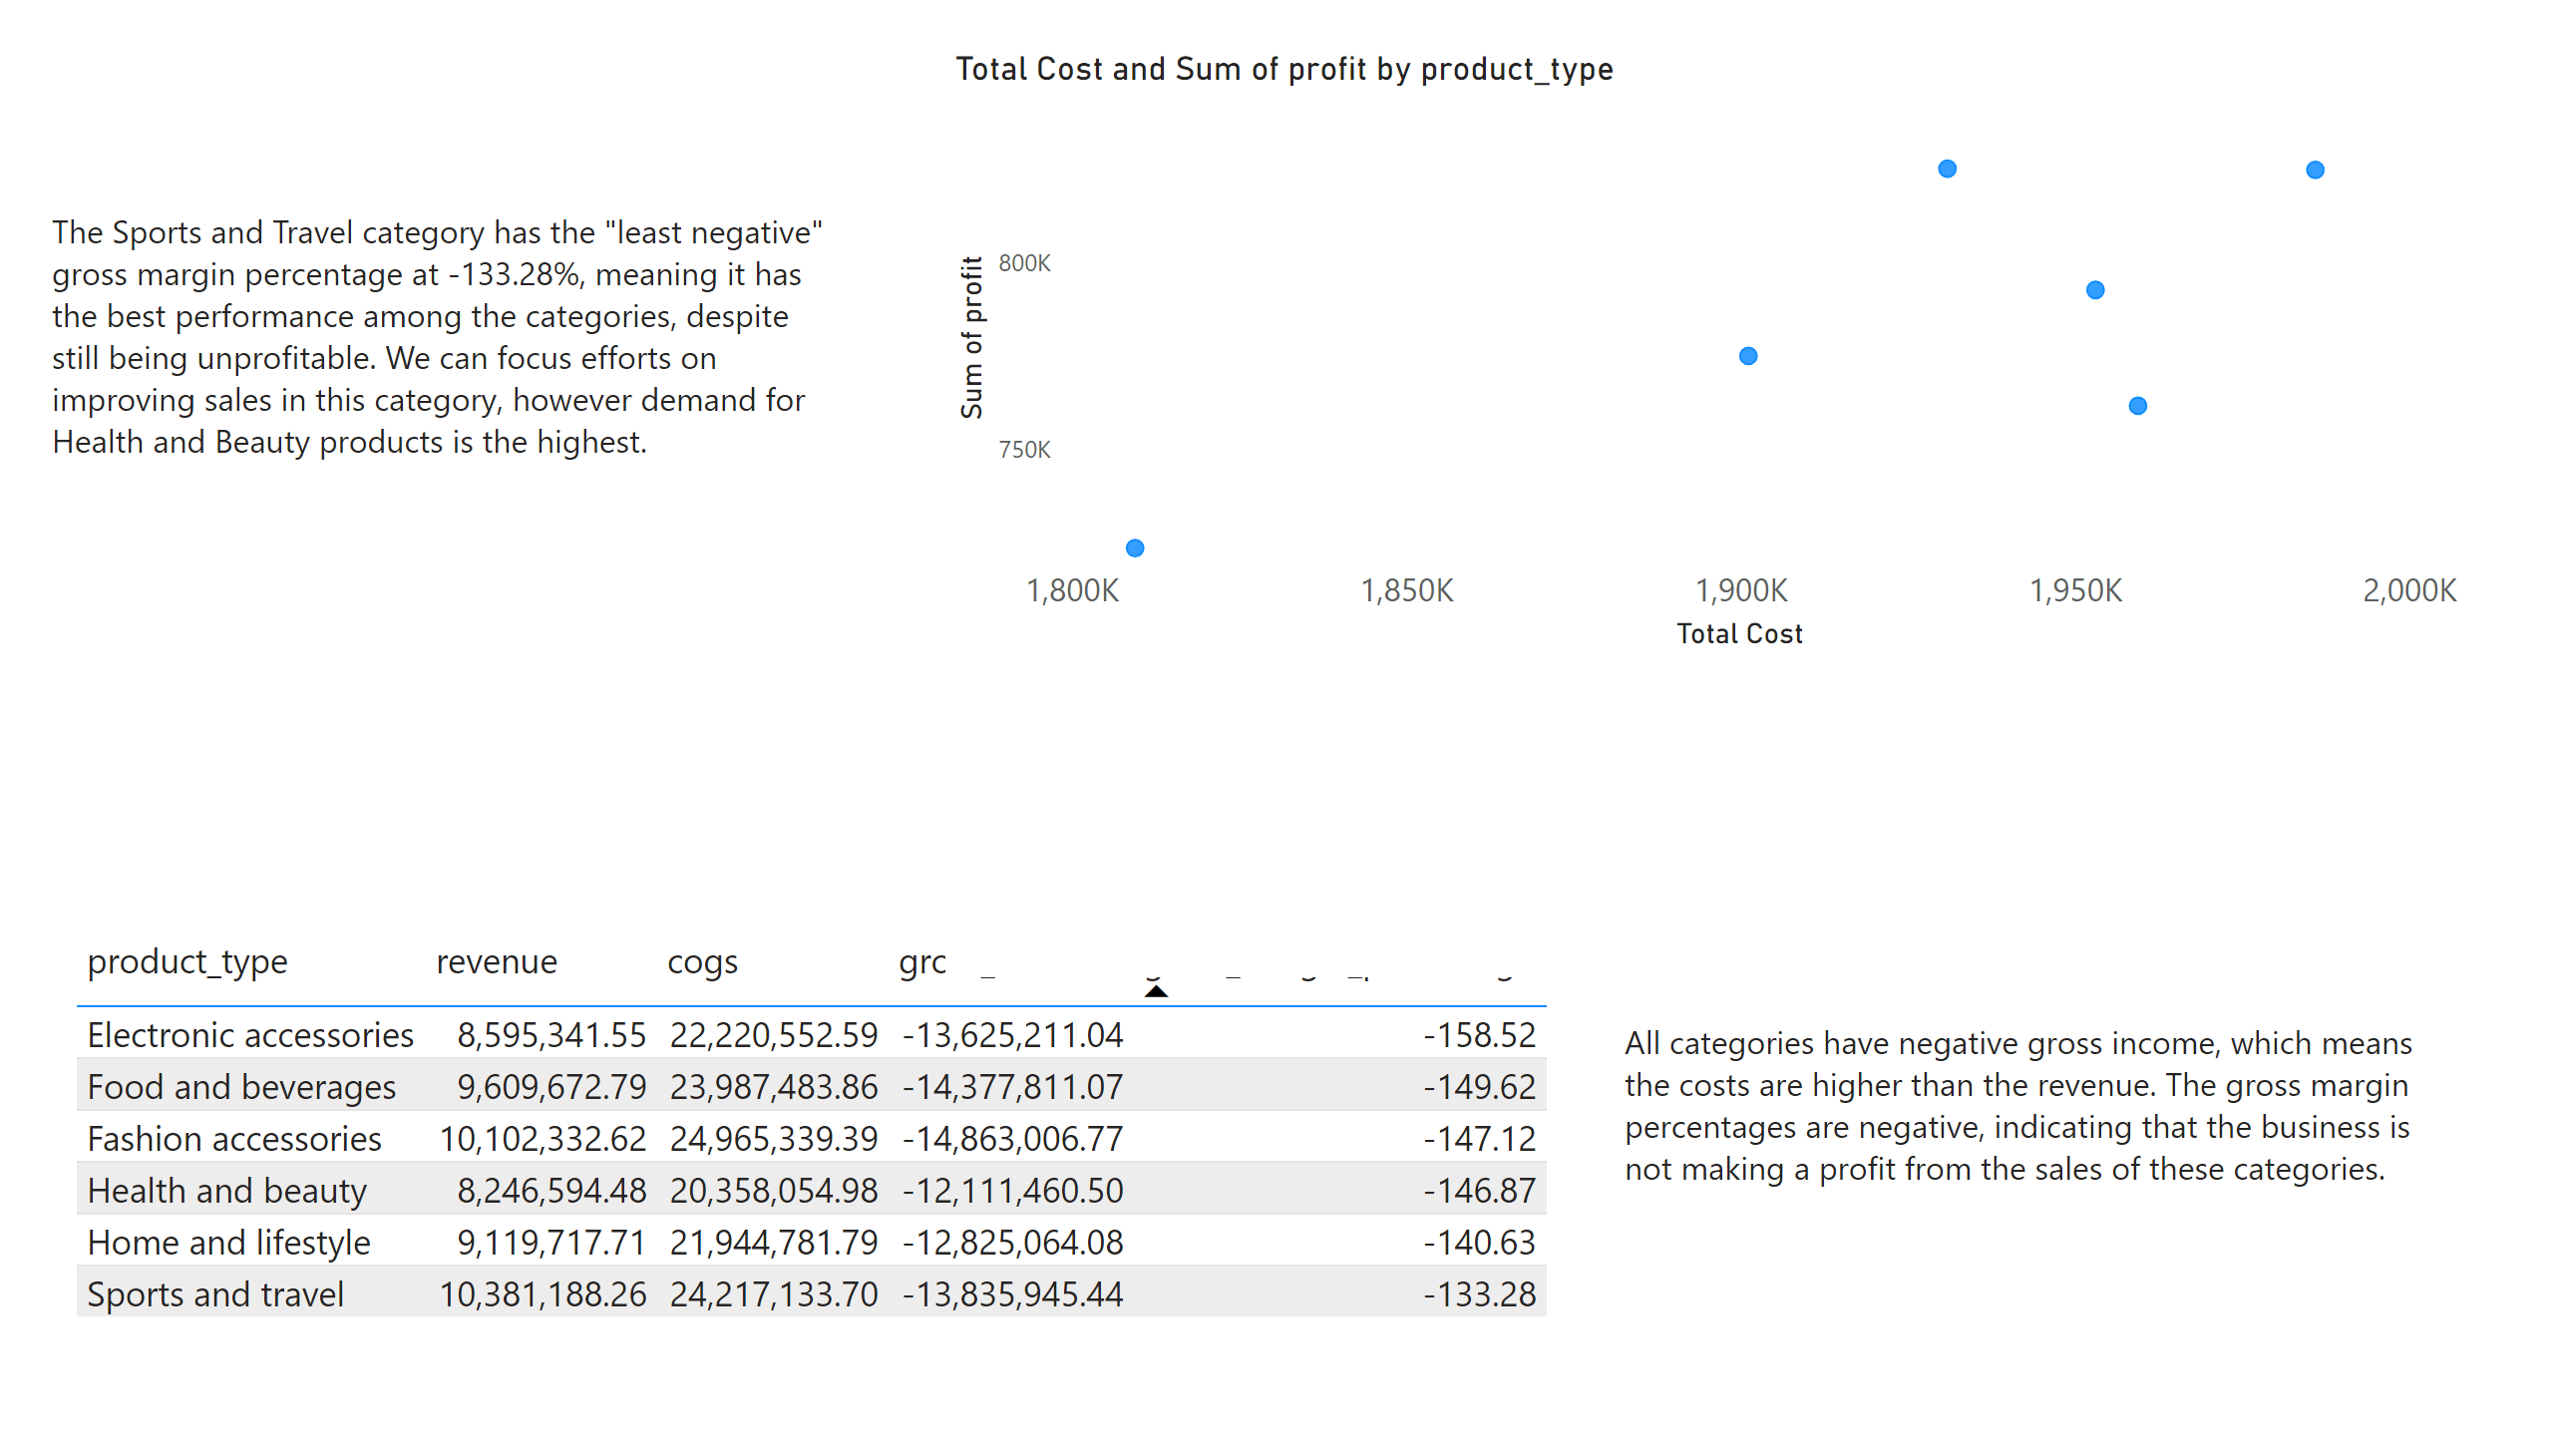 Total Cost and Sum of profit by product_type
The Sports and Travel category has the "least negative"
gross margin percentage at -133.28%, meaning it has
the best performance among the categories, despite
still being unprofitable. We can focus efforts on
improving sales in this category, however demand for
Health and Beauty products is the highest.
Sum of profit
800K
750K
1,800K 1,850K 1,900K 1,950K 2,000K
Total Cost
product_type revenue cogs
Electronic accessories 8,595,341.55 22,220,552.59 -13,625,211.04 -158.52
Food and beverages 9,609,672.79 23,987,483.86 -14,377,811.07 -149.62
Fashion accessories 10,102,332.62 24,965,339.39 -14,863,006.77 -147.12
Health and beauty 8,246,594.48 20,358,054.98 -12,111,460.50 -146.87
Home and lifestyle 9,119,717.71 21,944,781.79 -12,825,064.08 -140.63
Sports and travel 10,381,188.26 24,217,133.70 -13,835,945.44 -133.28
All categories have negative gross income, which means
the costs are higher than the revenue. The gross margin
percentages are negative, indicating that the business is
not making a profit from the sales of these categories.